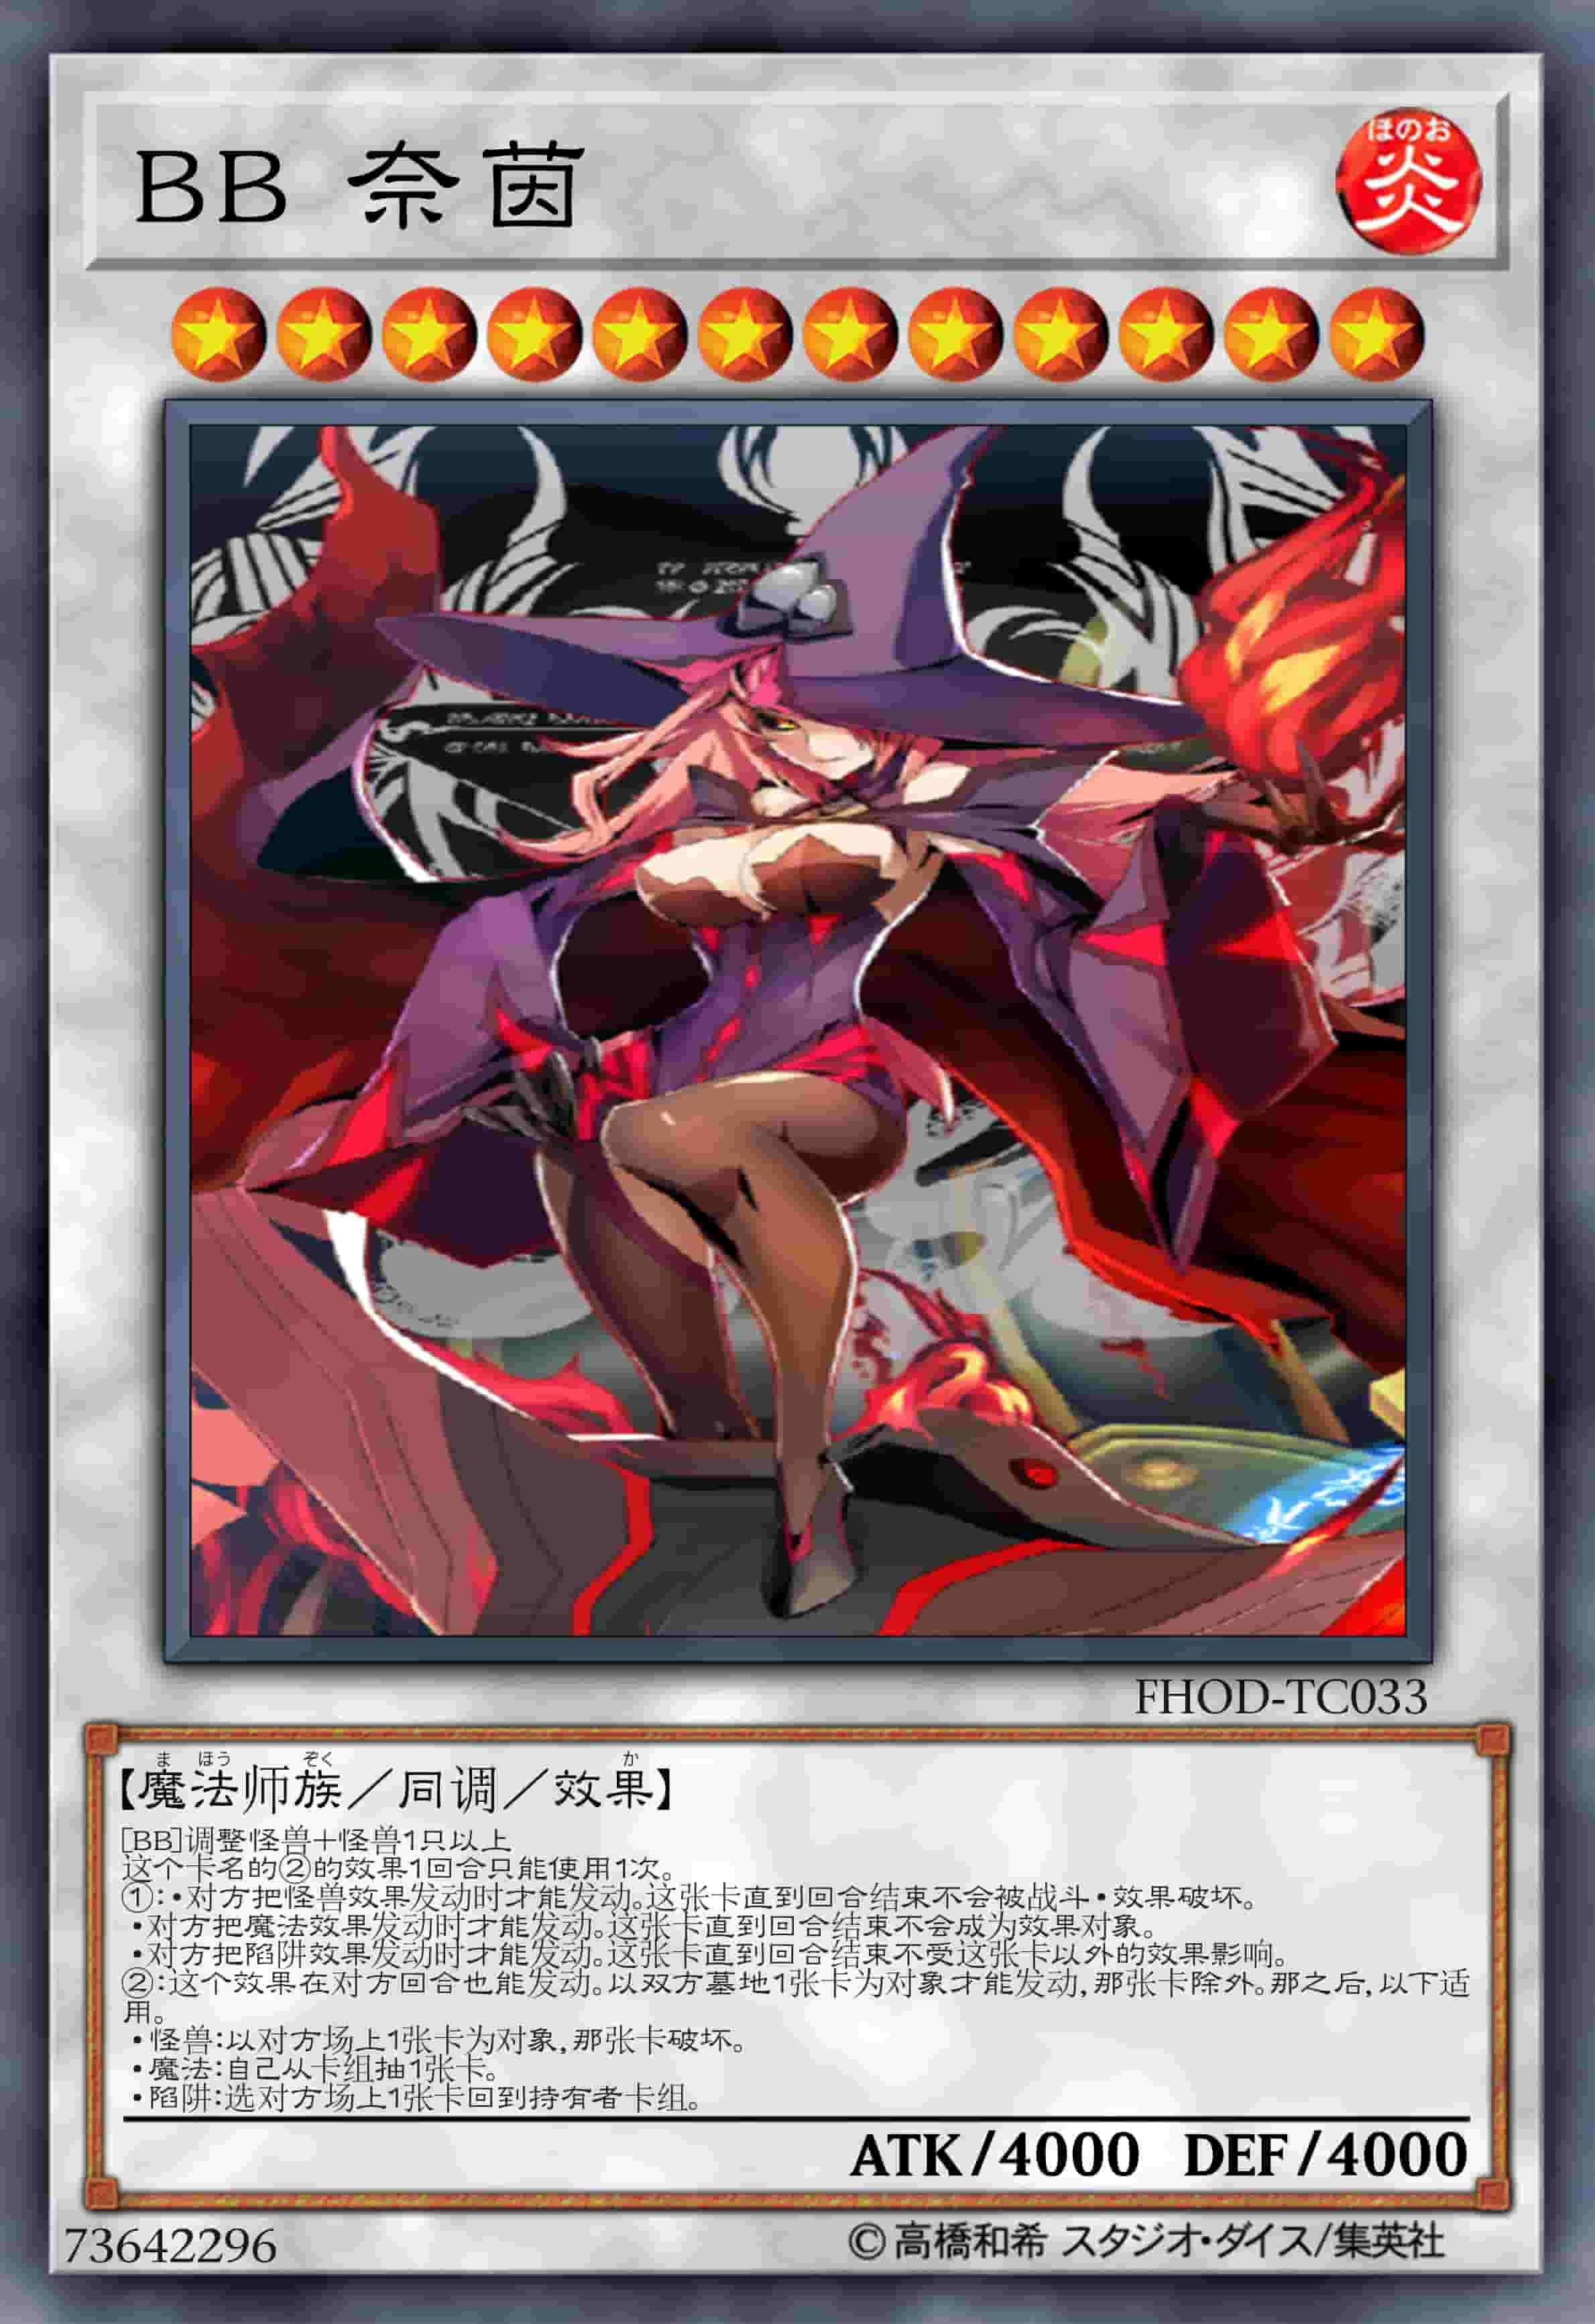 BB 奈茵
ほのお
炎
FHOD-TC033
まほう ぞく か
【魔法师族／同调／效果】
[BB]调整怪兽+怪兽1只以上
这个卡名的②的效果1回合只能使用1次。
①:•对方把怪兽效果发动时才能发动。这张卡直到回合结束不会被战斗•效果破坏。
•对方把魔法效果发动时才能发动。这张卡直到回合结束不会成为效果对象。
•对方把陷阱效果发动时才能发动。这张卡直到回合结束不受这张卡以外的效果影响。
②:这个效果在对方回合也能发动。以双方墓地1张卡为对象才能发动,那张卡除外。那之后,以下适
用。
•怪兽:以对方场上1张卡为对象,那张卡破坏。
•魔法:自己从卡组抽1张卡。
•陷阱:选对方场上1张卡回到持有者卡组。
ATK/4000 DEF/4000
73642296
©高橋和希 スタジオ・ダイス/集英社